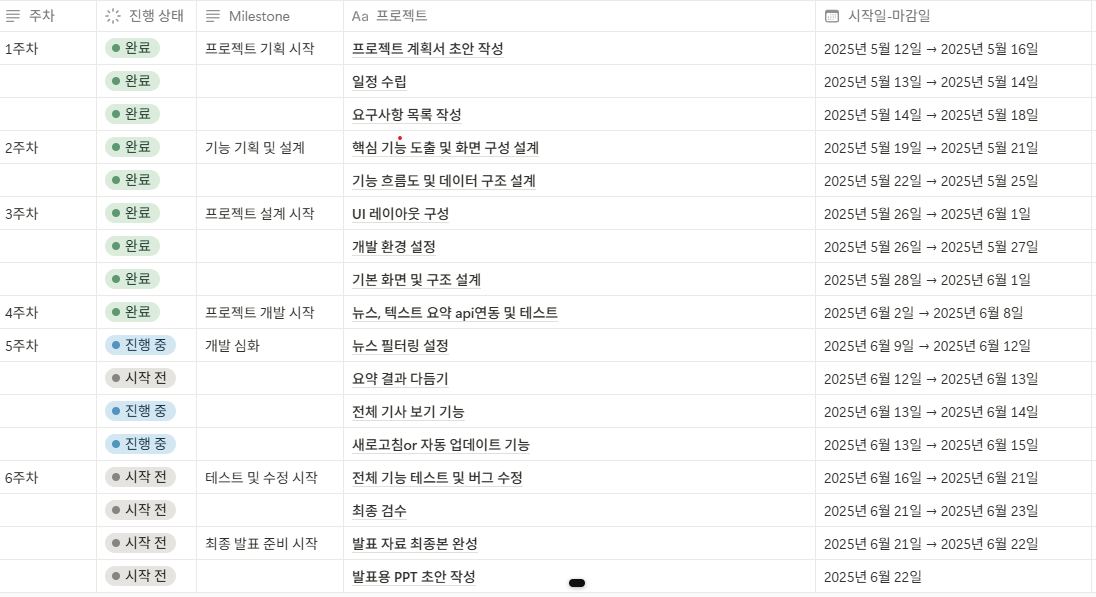 주차 진행 상태 Milestone Aa 프로젝트 시작일-마감일
1주차 완료 프로젝트 기획 시작 프로젝트 계획서 초안 작성 2025년 5월 12일 → 2025년 5월 16일
완료 일정 수립 2025년 5월 13일 → 2025년 5월 14일
완료 요구사항 목록 작성 2025년 5월 14일 → 2025년 5월 18일
2주차 완료 기능 기획 및 설계 핵심 기능 도출 및 화면 구성 설계 2025년 5월 19일 → 2025년 5월 21일
완료 기능 흐름도 및 데이터 구조 설계 2025년 5월 22일 → 2025년 5월 25일
3주차 완료 프로젝트 설계 시작 UI 레이아웃 구성 2025년 5월 26일 → 2025년 6월 1일
완료 개발 환경 설정 2025년 5월 26일 → 2025년 5월 27일
완료 기본 화면 및 구조 설계 2025년 5월 28일 → 2025년 6월 1일
4주차 완료 프로젝트 개발 시작 뉴스, 텍스트 요약 api연동 및 테스트 2025년 6월 2일 → 2025년 6월 8일
5주차 진행 중 개발 심화 뉴스 필터링 설정 2025년 6월 9일 → 2025년 6월 12일
시작 전 요약 결과 다듬기 2025년 6월 12일 → 2025년 6월 13일
진행 중 전체 기사 보기 기능 2025년 6월 13일 → 2025년 6월 14일
진행 중 새로고침or 자동 업데이트 기능 2025년 6월 13일 → 2025년 6월 15일
6주차 시작 전 테스트 및 수정 시작 전체 기능 테스트 및 버그 수정 2025년 6월 16일 → 2025년 6월 21일
시작 전 최종 검수 2025년 6월 21일 → 2025년 6월 23일
시작 전 최종 발표 준비 시작 발표 자료 최종본 완성 2025년 6월 21일 → 2025년 6월 22일
시작 전 발표용 PPT 초안 작성 2025년 6월 22일